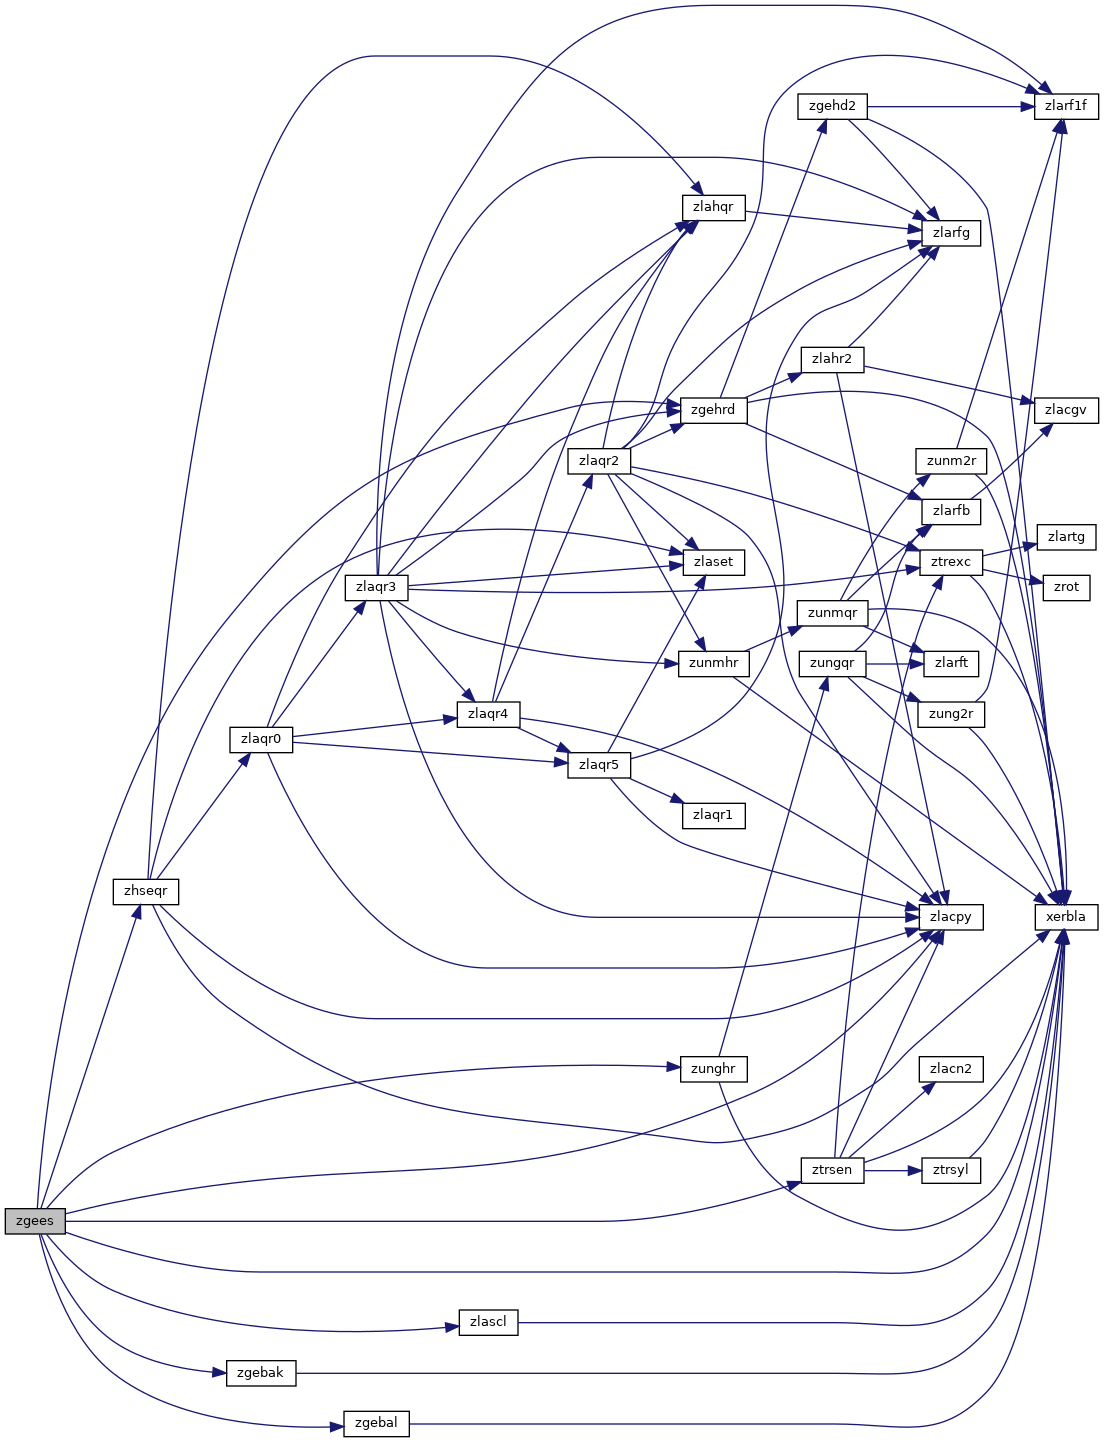 zgehd2
zlarf1f
zlahqr
zlarfg
zlahr2
zgehrd
zlacgv
zlaqr2
zunm2r
zlarfb
zlartg
zlaset
ztrexc
zlaqr3
zrot
zunmqr
zunmhr
zungqr
zlarft
zlaqr4
zung2r
zlaqr0
zlaqr5
zlaqr1
zhseqr
zlacpy
xerbla
zunghr
zlacn2
ztrsen
ztrsyl
zgees
zlascl
zgebak
zgebal